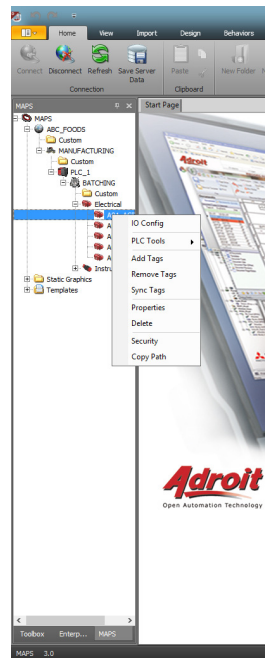 Home View Import Design Behaviors
Connect Disconnect Refresh Save Server Data Paste New Folder
Connection Clipboard
MAPS Start Page
MAPS
ABC_FOODS
Custom
MANUFACTURING
Custom
PLC_1
BATCHING
Custom
Electrical
IO Config
PLC Tools
Add Tags
Remove Tags
Sync Tags
Properties
Delete
Security
Copy Path
Static Graphics
Templates
Adroit
Adroit
Open Automation Technology
Toolbox Enterp... MAPS
MAPS 3.0